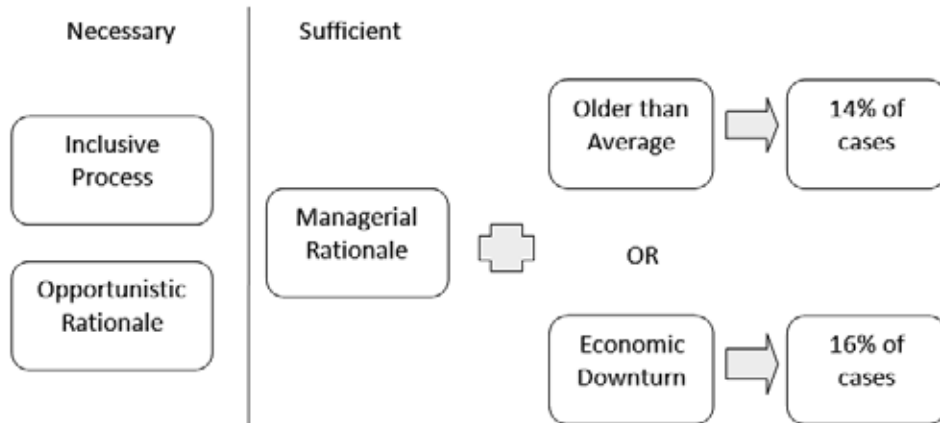 Necessary
Sufficient
Inclusive
Process
Opportunistic
Rationale
Managerial
Rationale
Older than
Average
14% of
cases
OR
Economic
Downturn
16% of
cases